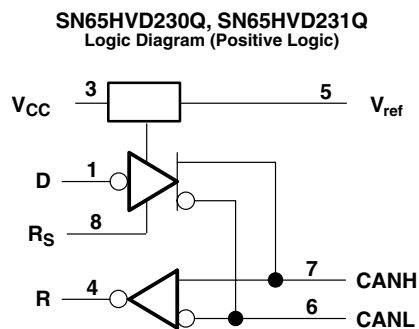 SN65HVD230Q, SN65HVD231Q
Logic Diagram (Positive Logic)
VCC 3 5 Vref
D 1
RS 8
R 4
7 CANH
6 CANL